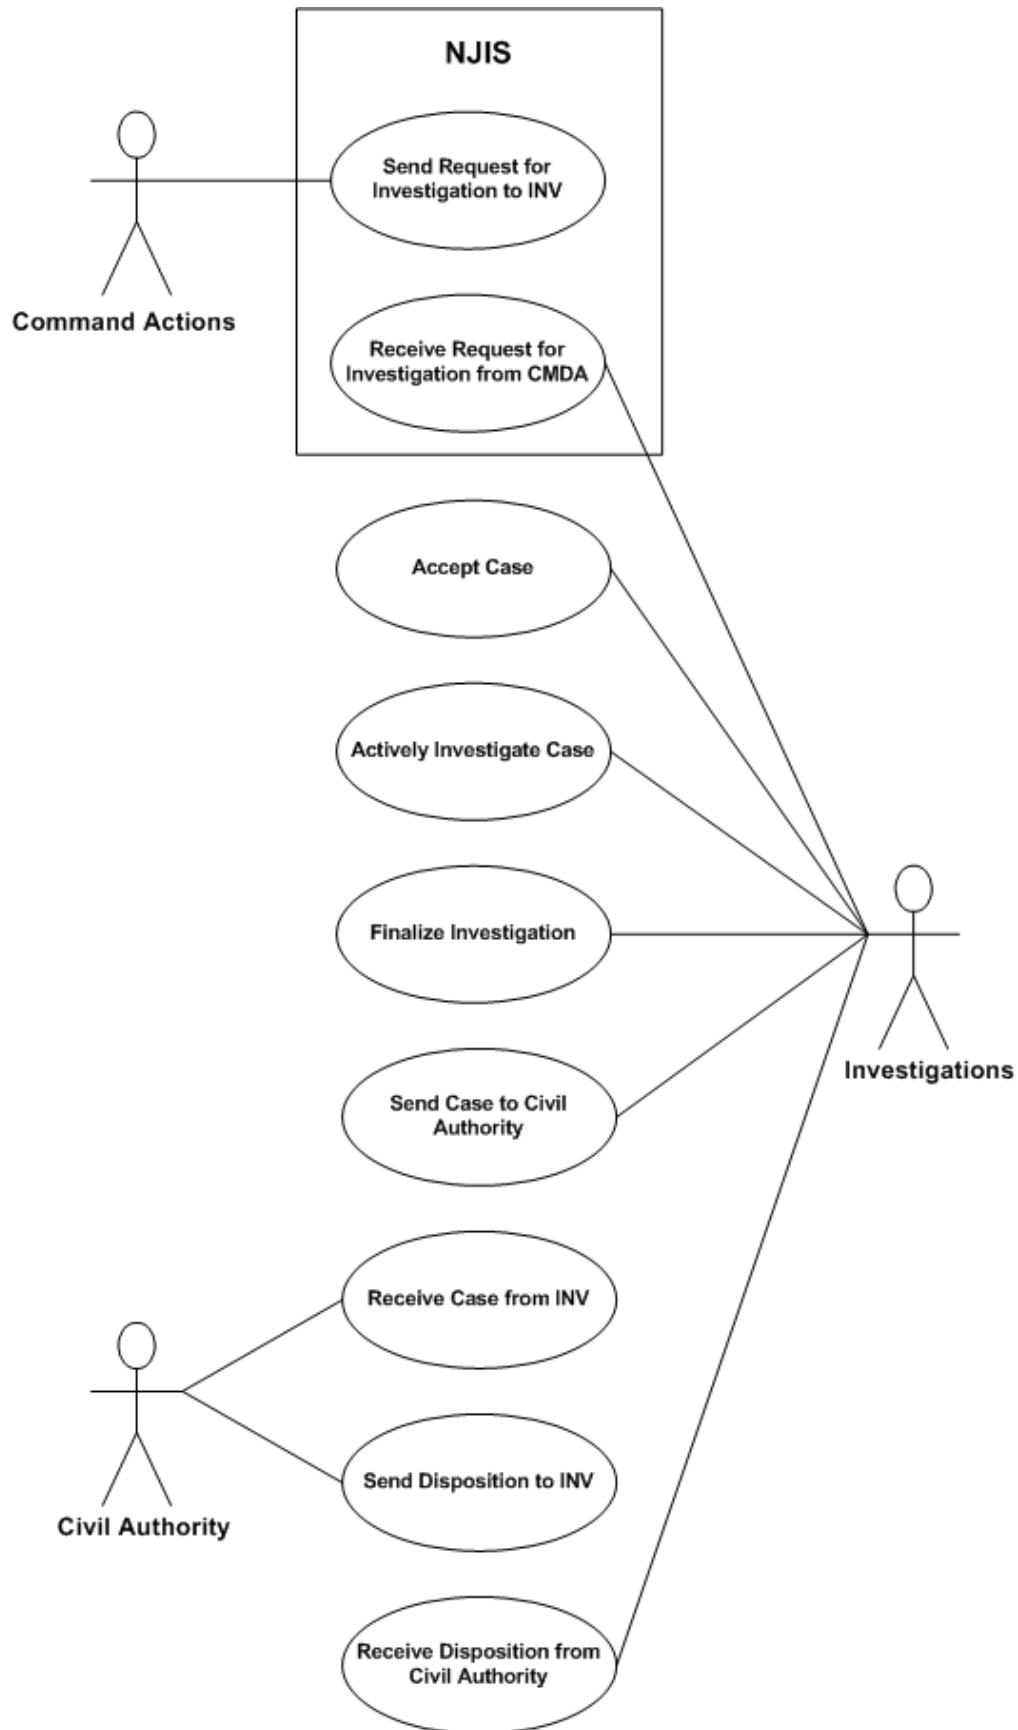 NJIS
Send Request for
Investigation to INV
Command Actions
Receive Request for
Investigation from CMDA
Accept Case
Actively Investigate Case
Finalize Investigation
Investigations
Send Case to Civil
Authority
Receive Case from INV
Send Disposition to INV
Civil Authority
Receive Disposition from
Civil Authority